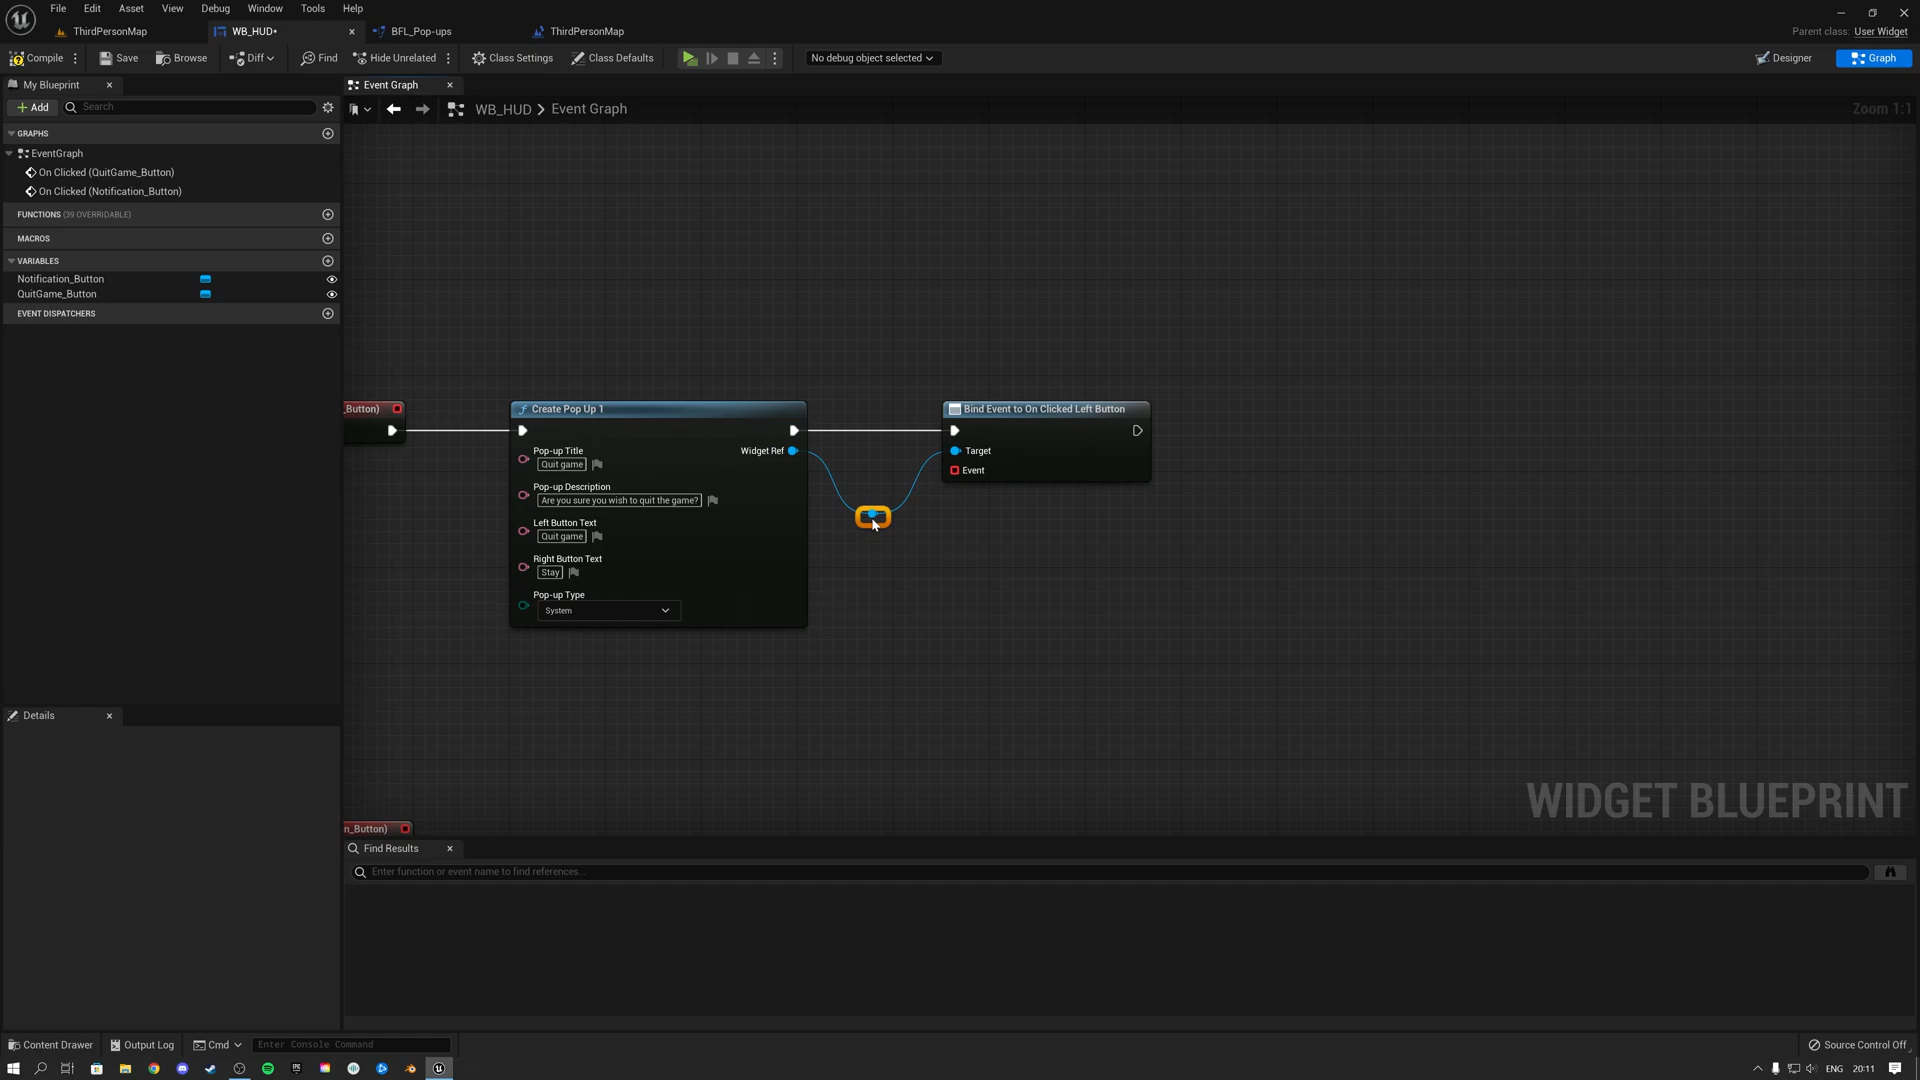 File Edit Asset View Debug Window Tools Help
ThirdPersonMap WB_HUD• BFL_Pop-ups ThirdPersonMap
Parent class: User Widget
Compile Save Browse Diff Find Hide Unrelated Class Settings Class Defaults No debug object selected Designer Graph
My Blueprint Event Graph
Add Search WB_HUD > Event Graph Zoom 1:1
GRAPHS
EventGraph
On Clicked (QuitGame_Button)
On Clicked (Notification_Button)
FUNCTIONS (39 OVERRIDABLE)
MACROS
VARIABLES
Notification_Button
QuitGame_Button
EVENT DISPATCHERS
_Button) Create Pop Up 1 Bind Event to On Clicked Left Button
Pop-up Title Widget Ref Target
Quit game Event
Pop-up Description
Are you sure you wish to quit the game?
Left Button Text
Quit game
Right Button Text
Stay
Pop-up Type
System
Details
WIDGET BLUEPRINT
n_Button)
Find Results
Enter function or event name to find references...
Content Drawer Output Log Cmd Enter Console Command Source Control Off
ENG 20:11